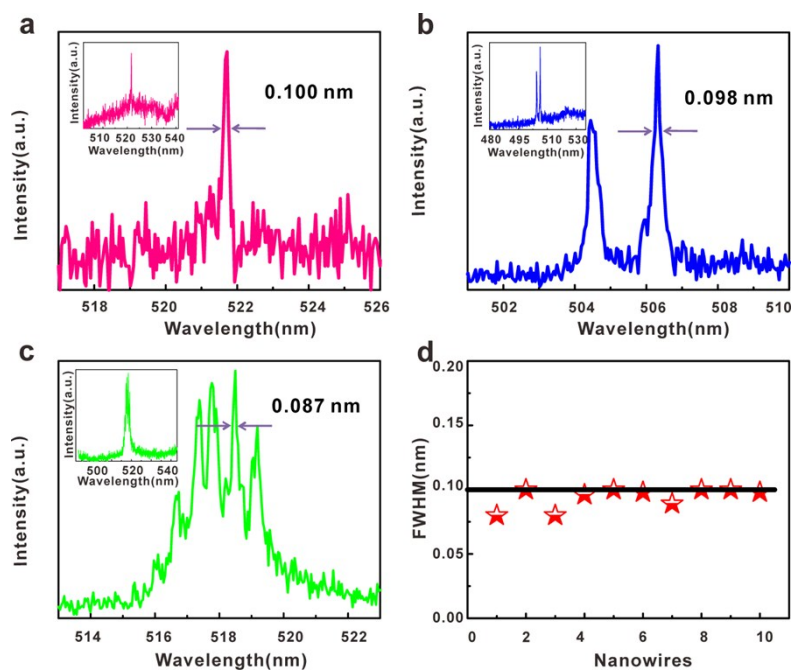 a
Intensity(a.u.)
Intensity(a.u.)
510 520 530 540
Wavelength(nm)
0.100 nm
518 520 522 524 526
Wavelength(nm)
b
Intensity(a.u.)
Intensity(a.u.)
480 495 510 530
Wavelength(nm)
0.098 nm
502 504 506 508 510
Wavelength(nm)
c
Intensity(a.u.)
Intensity(a.u.)
500 520 540
Wavelength(nm)
0.087 nm
514 516 518 520 522
Wavelength(nm)
d
FWHM(nm)
0.20
0.15
0.10
0.05
0.00
0 2 4 6 8 10
Nanowires